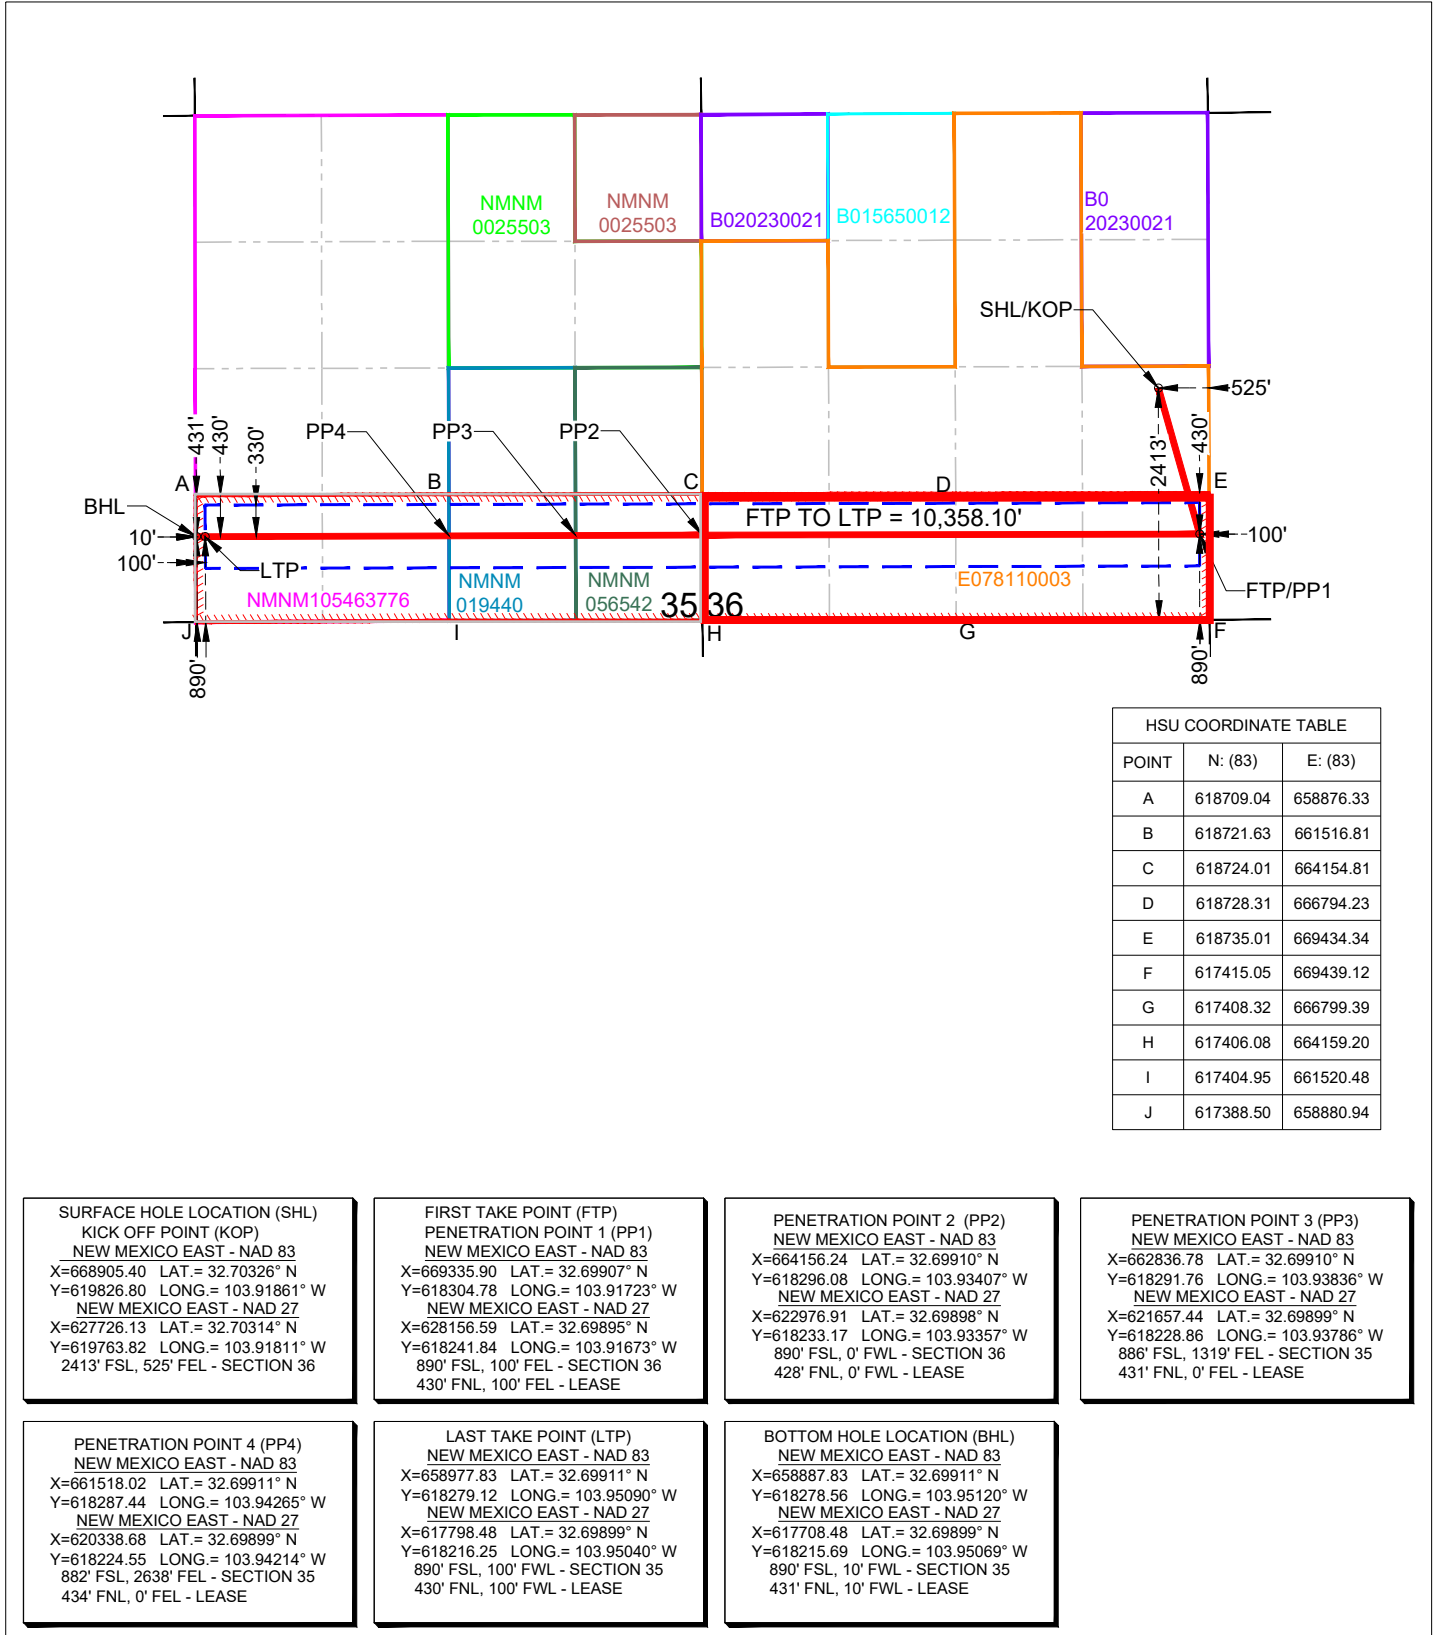 NMNM
0025503
NMNM
0025503
B020230021
B015650012
B0
20230021
SHL/KOP
525'
431'
430'
330'
PP4
PP3
PP2
2413'
430'
A
B
C
D
E
BHL
FTP TO LTP = 10,358.10'
10'
100'
100'
LTP
NMNM105463776
NMNM
019440
NMNM
056542
35
36
E078110003
FTP/PP1
J
I
H
G
F
890'
890'
HSU COORDINATE TABLE
POINT N: (83) E: (83)
A 618709.04 658876.33
B 618721.63 661516.81
C 618724.01 664154.81
D 618728.31 666794.23
E 618735.01 669434.34
F 617415.05 669439.12
G 617408.32 666799.39
H 617406.08 664159.20
I 617404.95 661520.48
J 617388.50 658880.94
SURFACE HOLE LOCATION (SHL)
KICK OFF POINT (KOP)
NEW MEXICO EAST - NAD 83
X=668905.40 LAT.= 32.70326° N
Y=619826.80 LONG.= 103.91861° W
NEW MEXICO EAST - NAD 27
X=627726.13 LAT.= 32.70314° N
Y=619763.82 LONG.= 103.91811° W
2413' FSL, 525' FEL - SECTION 36
FIRST TAKE POINT (FTP)
PENETRATION POINT 1 (PP1)
NEW MEXICO EAST - NAD 83
X=669335.90 LAT.= 32.69907° N
Y=618304.78 LONG.= 103.91723° W
NEW MEXICO EAST - NAD 27
X=628156.59 LAT.= 32.69895° N
Y=618241.84 LONG.= 103.91673° W
890' FSL, 100' FEL - SECTION 36
430' FNL, 100' FEL - LEASE
PENETRATION POINT 2 (PP2)
NEW MEXICO EAST - NAD 83
X=664156.24 LAT.= 32.69910° N
Y=618296.08 LONG.= 103.93407° W
NEW MEXICO EAST - NAD 27
X=622976.91 LAT.= 32.69898° N
Y=618233.17 LONG.= 103.93357° W
890' FSL, 0' FWL - SECTION 36
428' FNL, 0' FWL - LEASE
PENETRATION POINT 3 (PP3)
NEW MEXICO EAST - NAD 83
X=662836.78 LAT.= 32.69910° N
Y=618291.76 LONG.= 103.93836° W
NEW MEXICO EAST - NAD 27
X=621657.44 LAT.= 32.69899° N
Y=618228.86 LONG.= 103.93786° W
886' FSL, 1319' FEL - SECTION 35
431' FNL, 0' FEL - LEASE
PENETRATION POINT 4 (PP4)
NEW MEXICO EAST - NAD 83
X=661518.02 LAT.= 32.69911° N
Y=618287.44 LONG.= 103.94265° W
NEW MEXICO EAST - NAD 27
X=620338.68 LAT.= 32.69899° N
Y=618224.55 LONG.= 103.94214° W
882' FSL, 2638' FEL - SECTION 35
434' FNL, 0' FEL - LEASE
LAST TAKE POINT (LTP)
NEW MEXICO EAST - NAD 83
X=658977.83 LAT.= 32.69911° N
Y=618279.12 LONG.= 103.95090° W
NEW MEXICO EAST - NAD 27
X=617798.48 LAT.= 32.69899° N
Y=618216.25 LONG.= 103.95040° W
890' FSL, 100' FWL - SECTION 35
430' FNL, 100' FWL - LEASE
BOTTOM HOLE LOCATION (BHL)
NEW MEXICO EAST - NAD 83
X=658887.83 LAT.= 32.69911° N
Y=618278.56 LONG.= 103.95120° W
NEW MEXICO EAST - NAD 27
X=617708.48 LAT.= 32.69899° N
Y=618215.69 LONG.= 103.95069° W
890' FSL, 10' FWL - SECTION 35
431' FNL, 10' FWL - LEASE